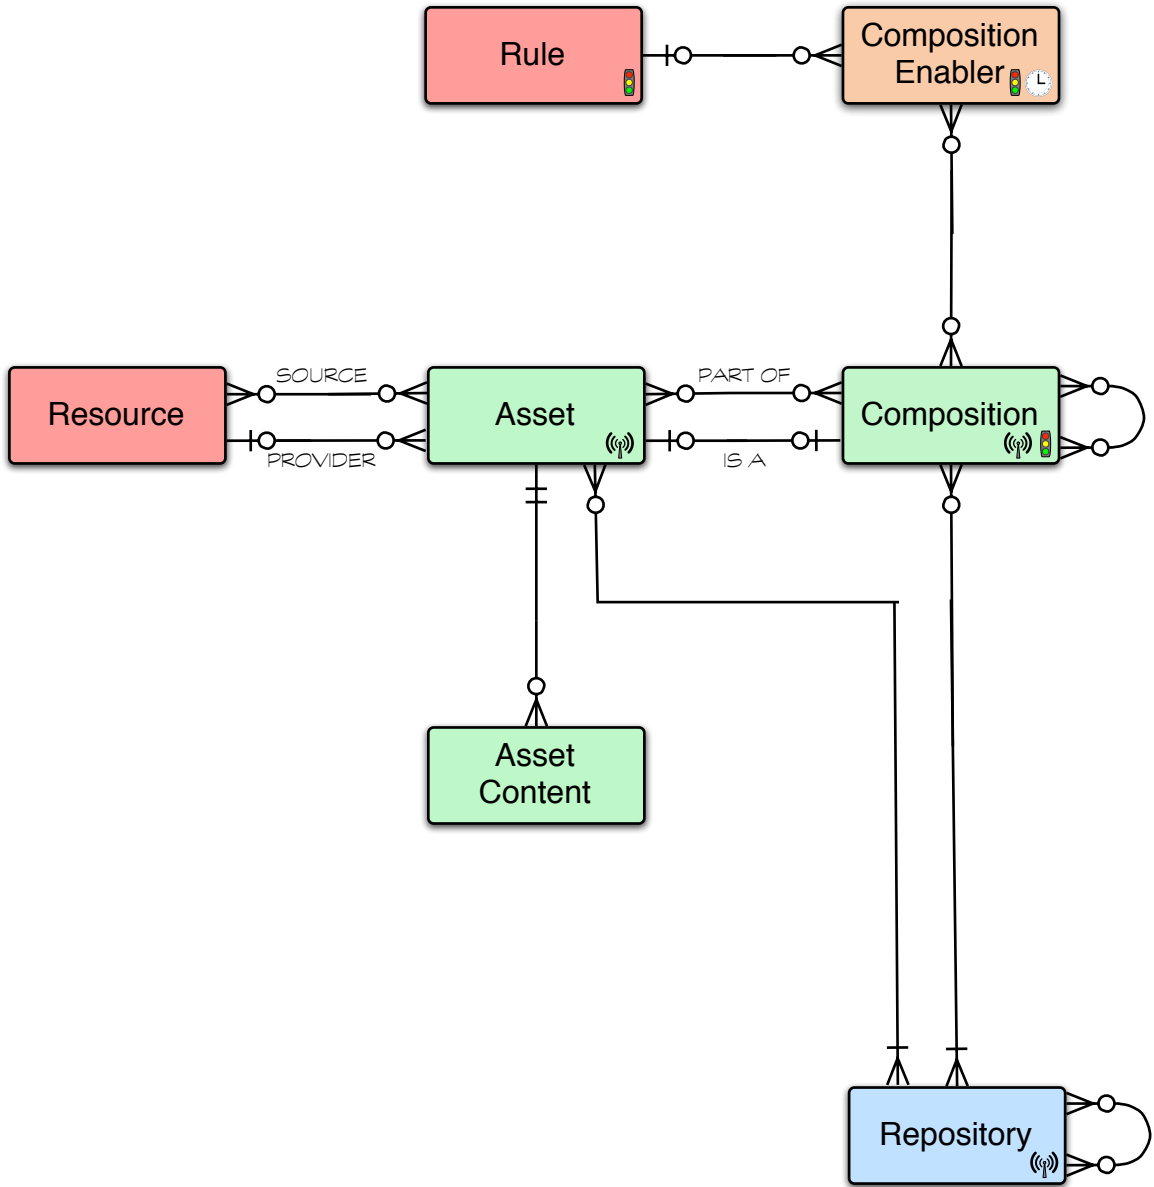 Rule
Composition
Enabler
SOURCE
PART OF
Resource
Asset
Composition
PROVIDER
IS A
Asset
Content
Repository